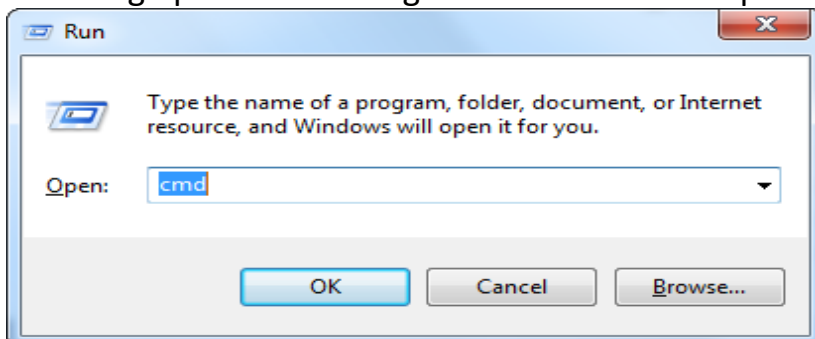 Run
Type the name of a program, folder, document, or Internet
resource, and Windows will open it for you.
Open: cmd
OK Cancel Browse...